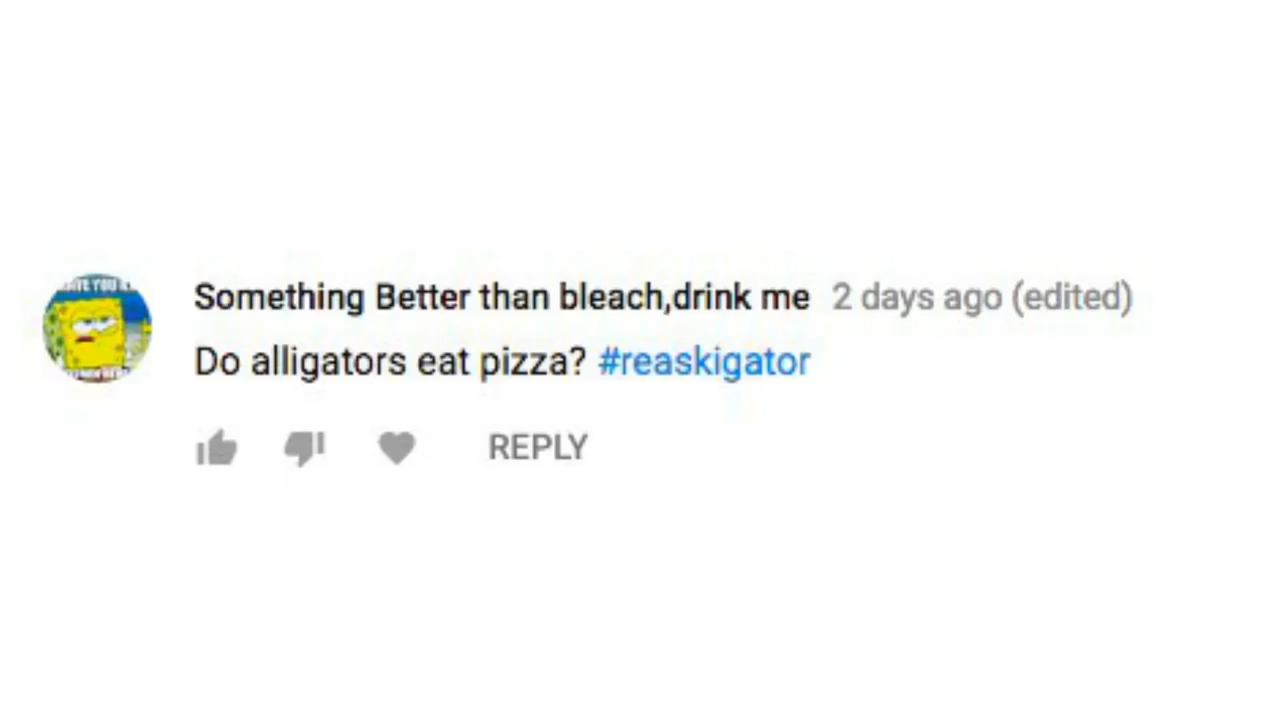 Something Better than bleach,drink me 2 days ago (edited)
Do alligators eat pizza? #reaskigator
REPLY